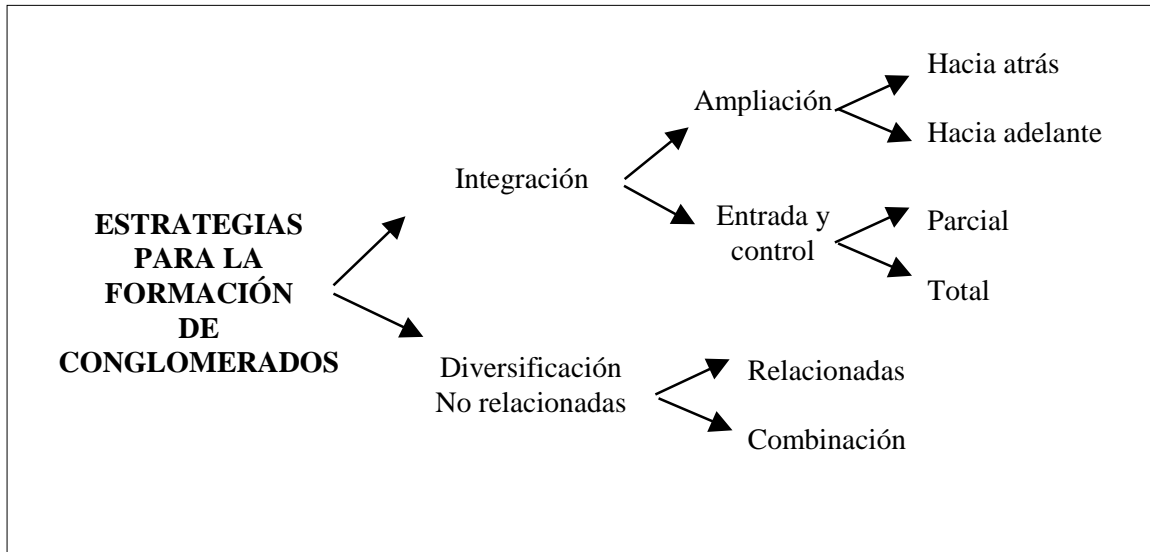 ESTRATEGIAS
PARA LA
FORMACIÓN
DE
CONGLOMERADOS
Integración
Ampliación
Hacia atrás
Hacia adelante
Entrada y
control
Parcial
Total
Diversificación
No relacionadas
Relacionadas
Combinación